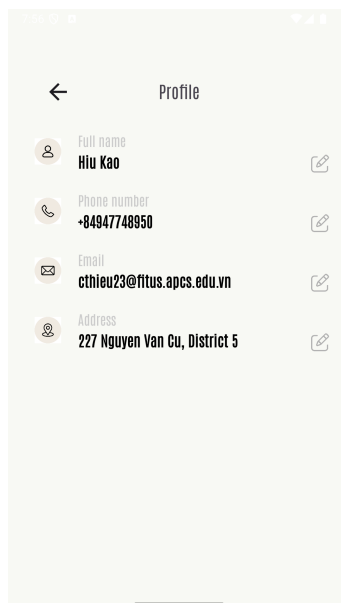 Profile
Full name
Hiu Kao
Phone number
+84947748950
Email
cthieu23@fitus.apcs.edu.vn
Address
227 Nguyen Van Cu, District 5